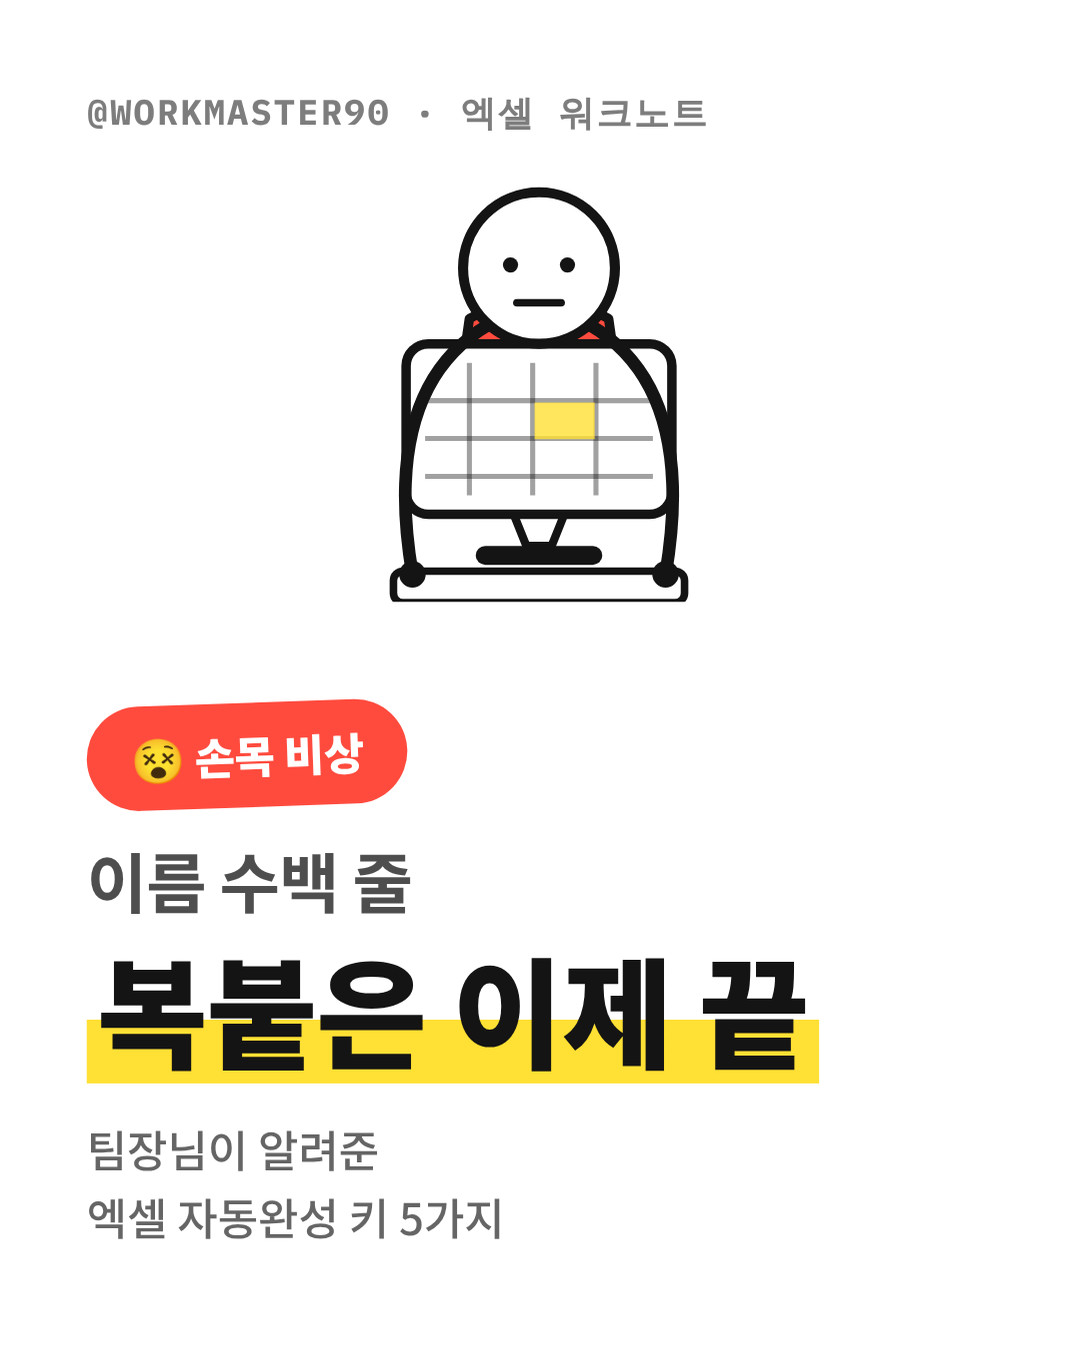 @WORKMASTER90 · 엑셀 워크노트
😵 손목 비상
이름 수백 줄
복붙은 이제 끝
팀장님이 알려준
엑셀 자동완성 키 5가지